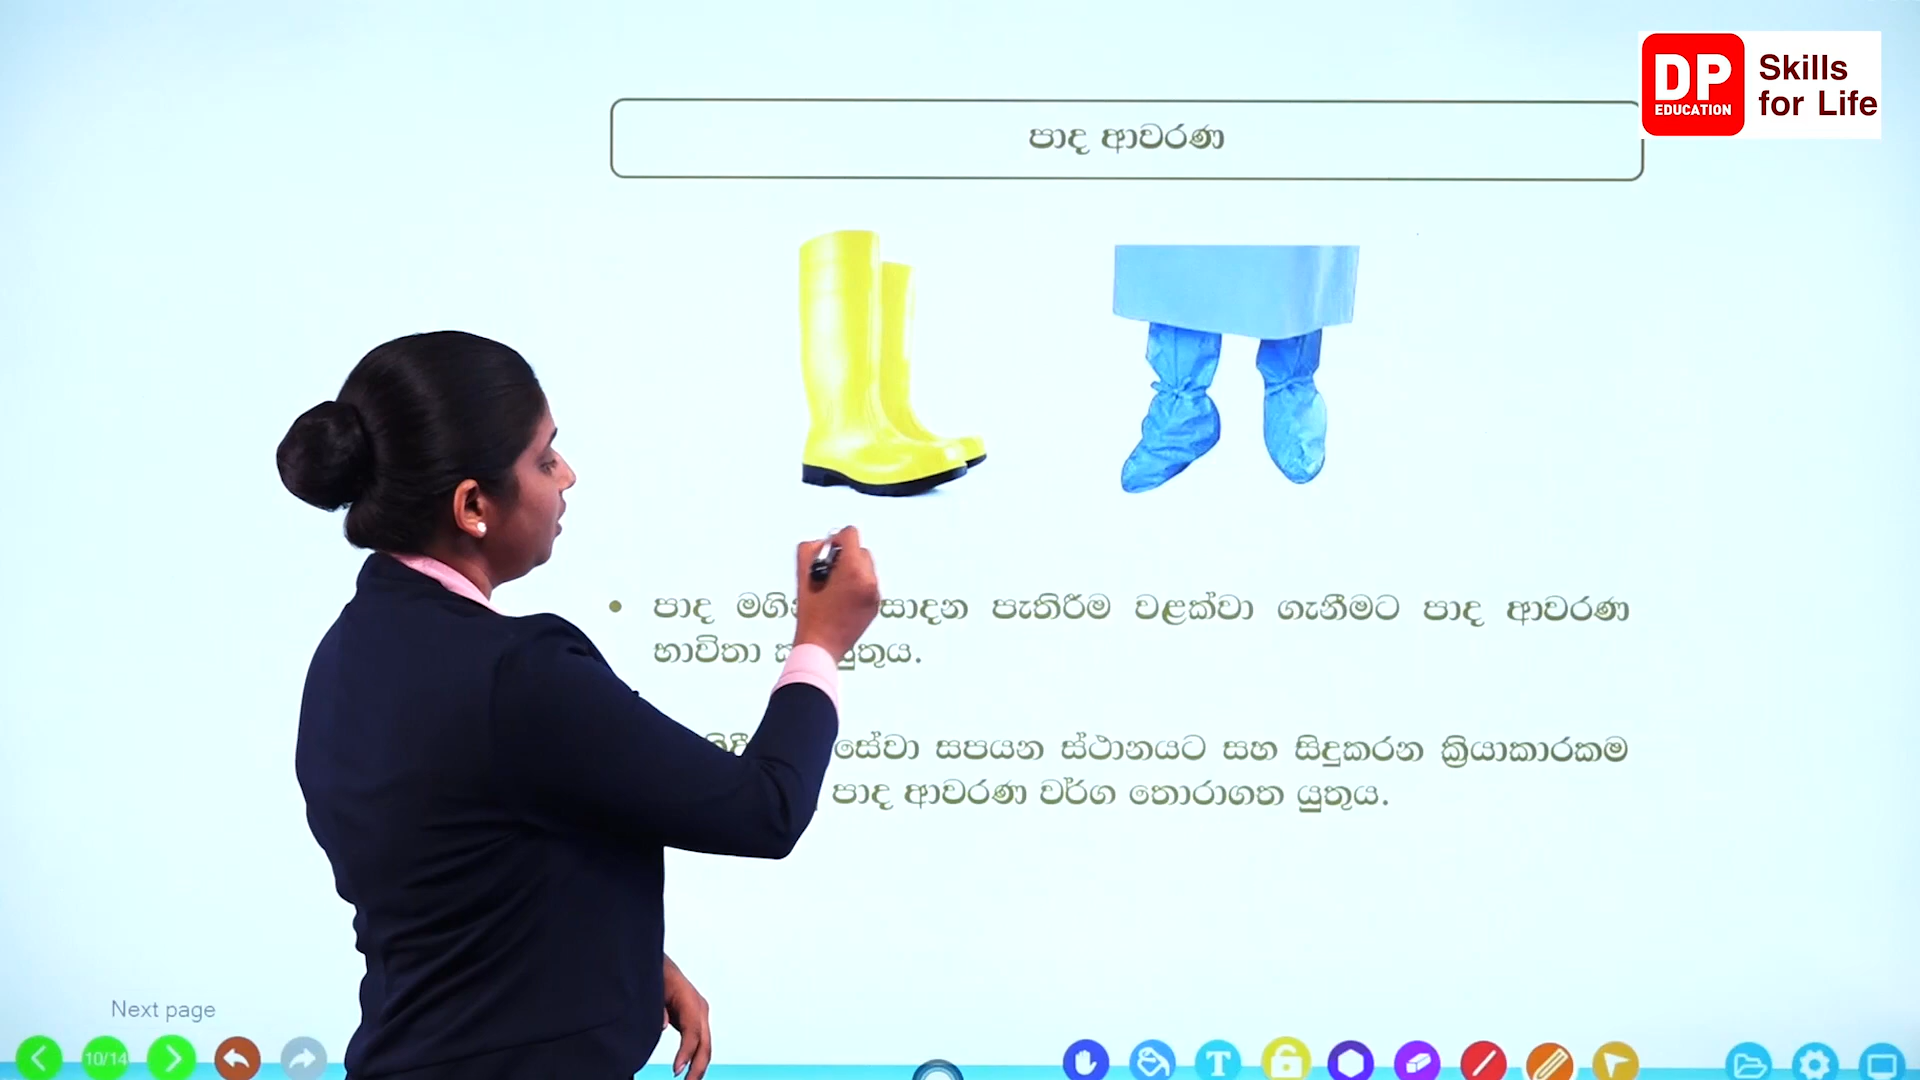 DP
EDUCATION
Skills
for Life
පාද ආවරණ
• පාද ආසාදන පැතිරීම වළක්වා ගැනීමට පාද ආවරණ
භාවිතා යුතුය.
සේවා සපයන ස්ථානයට සහ සිදුකරන ක්‍රියාකාරකම
පාද ආවරණ වර්ග තොරාගත යුතුය.
Next page
10/14
T